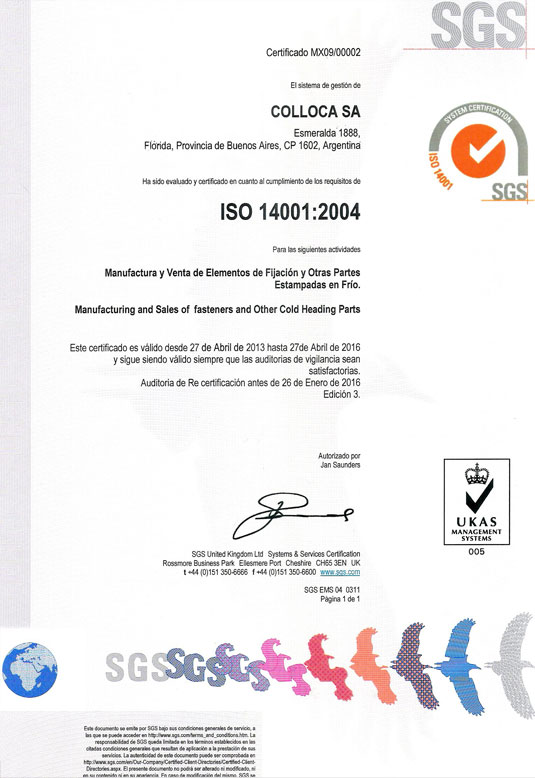 SGS
Certificado MX09/00002
El sistema de gestión de
COLLOCA SA
Esmeralda 1888,
Florida, Provincia de Buenos Aires, CP 1602, Argentina
SYSTEM CERTIFICATION
ISO 14001
SGS
Ha sido evaluado y certificado en cuanto al cumplimiento de los requisitos de
ISO 14001:2004
Para las siguientes actividades
Manufactura y Venta de Elementos de Fijación y Otras Partes
Estampadas en Frío.
Manufacturing and Sales of fasteners and Other Cold Heading Parts
Este certificado es válido desde 27 de Abril de 2013 hasta 27de Abril de 2016
y sigue siendo válido siempre que las auditorias de vigilancia sean
satisfactorias.
Auditoria de Re certificación antes de 26 de Enero de 2016
Edición 3.
Autorizado por
Jan Saunders
UKAS
MANAGEMENT
SYSTEMS
005
SGS United Kingdom Ltd Systems & Services Certification
Rossmore Business Park Ellesmere Port Cheshire CH65 3EN UK
t +44 (0)151 350-6666 f +44 (0)151 350-6600 www.sgs.com
SGS EMS 04 0311
Página 1 de 1
SGS SGS SGS
Este documento se emite por SGS bajo sus condiciones generales de servicio, a
las que se puede acceder en http://www.sgs.com/terms_and_conditions.htm. La
responsabilidad de SGS queda limitada en los términos establecidos en las
citadas condiciones generales que resultan de aplicación a la prestación de sus
servicios. La autenticidad de este documento puede ser comprobada en
http://www.sgs.com/en/Our-Company/Certified-Client-Directories/Certified-Client-
Directories.aspx. El presente documento no podrá ser alterado ni modificado, ni
en su contenido ni en su apariencia. En caso de modificación del mismo, SGS se